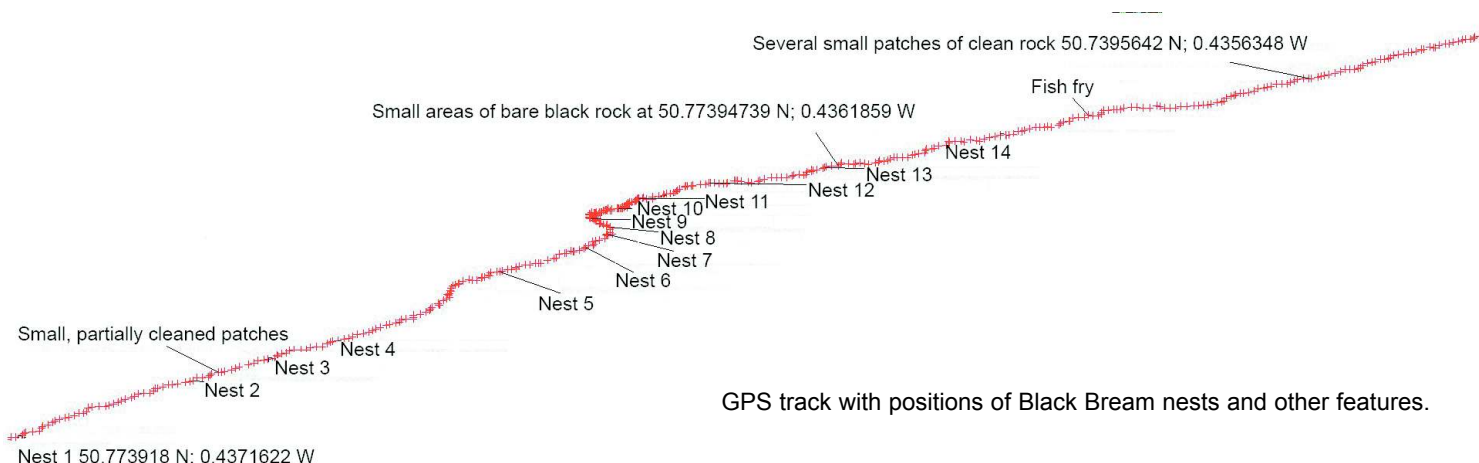 Several small patches of clean rock 50.7395642 N; 0.4356348 W
Fish fry
Small areas of bare black rock at 50.77394739 N; 0.4361859 W
Nest 14
Nest 13
Nest 12
Nest 11
Nest 10
Nest 9
Nest 8
Nest 7
Nest 6
Nest 5
Small, partially cleaned patches
Nest 4
Nest 3
Nest 2
GPS track with positions of Black Bream nests and other features.
Nest 1 50.773918 N; 0.4371622 W